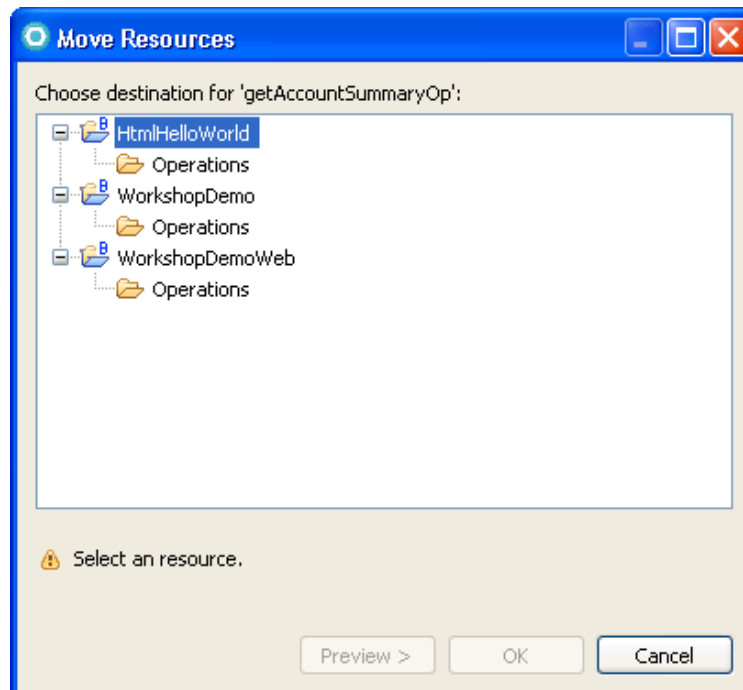 Move Resources
Choose destination for 'getAccountSummaryOp':
B HtmlHelloWorld
Operations
B WorkshopDemo
Operations
B WorkshopDemoWeb
Operations
Select an resource.
Preview > OK Cancel